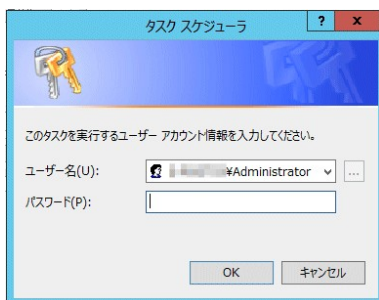 タスク スケジューラ
? x
このタスクを実行するユーザー アカウント情報を入力してください。
ユーザー名(U): ¥Administrator ...
パスワード(P):
OK キャンセル